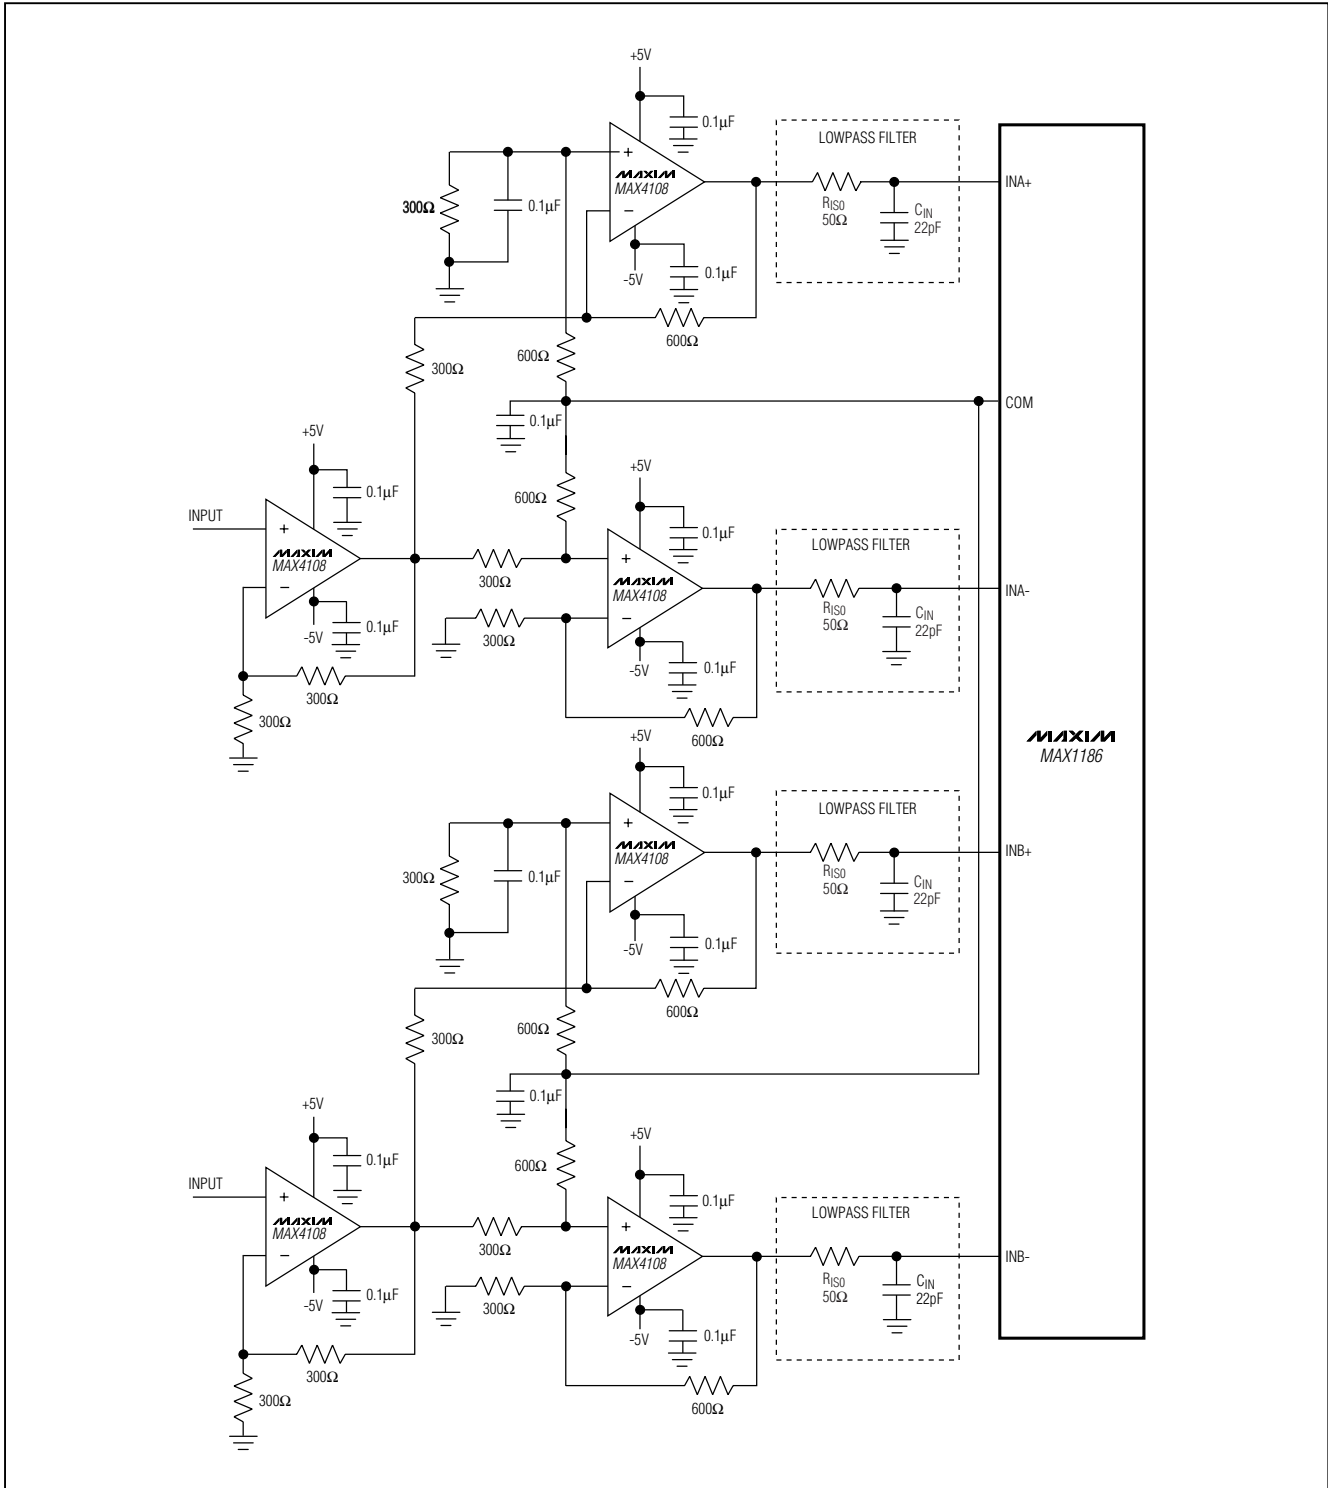 +5V
0.1µF
LOWPASS FILTER
+
MAXIM
MAX4108
INA+
300Ω
0.1µF
−
RISO
50Ω
CIN
22pF
0.1µF
-5V
600Ω
600Ω
300Ω
COM
0.1µF
+5V
+5V
0.1µF
600Ω
INPUT
+
0.1µF
LOWPASS FILTER
MAXIM
MAX4108
+
300Ω
MAXIM
MAX4108
INA-
−
−
RISO
50Ω
CIN
22pF
-5V
0.1µF
300Ω
-5V
0.1µF
300Ω
300Ω
600Ω
MAXIM
MAX1186
+5V
0.1µF
LOWPASS FILTER
+
MAXIM
MAX4108
INB+
300Ω
0.1µF
−
RISO
50Ω
CIN
22pF
-5V
0.1µF
600Ω
600Ω
300Ω
0.1µF
+5V
+5V
0.1µF
600Ω
INPUT
+
0.1µF
LOWPASS FILTER
MAXIM
MAX4108
+
300Ω
MAXIM
MAX4108
INB-
−
−
RISO
50Ω
CIN
22pF
-5V
0.1µF
300Ω
-5V
0.1µF
300Ω
300Ω
600Ω